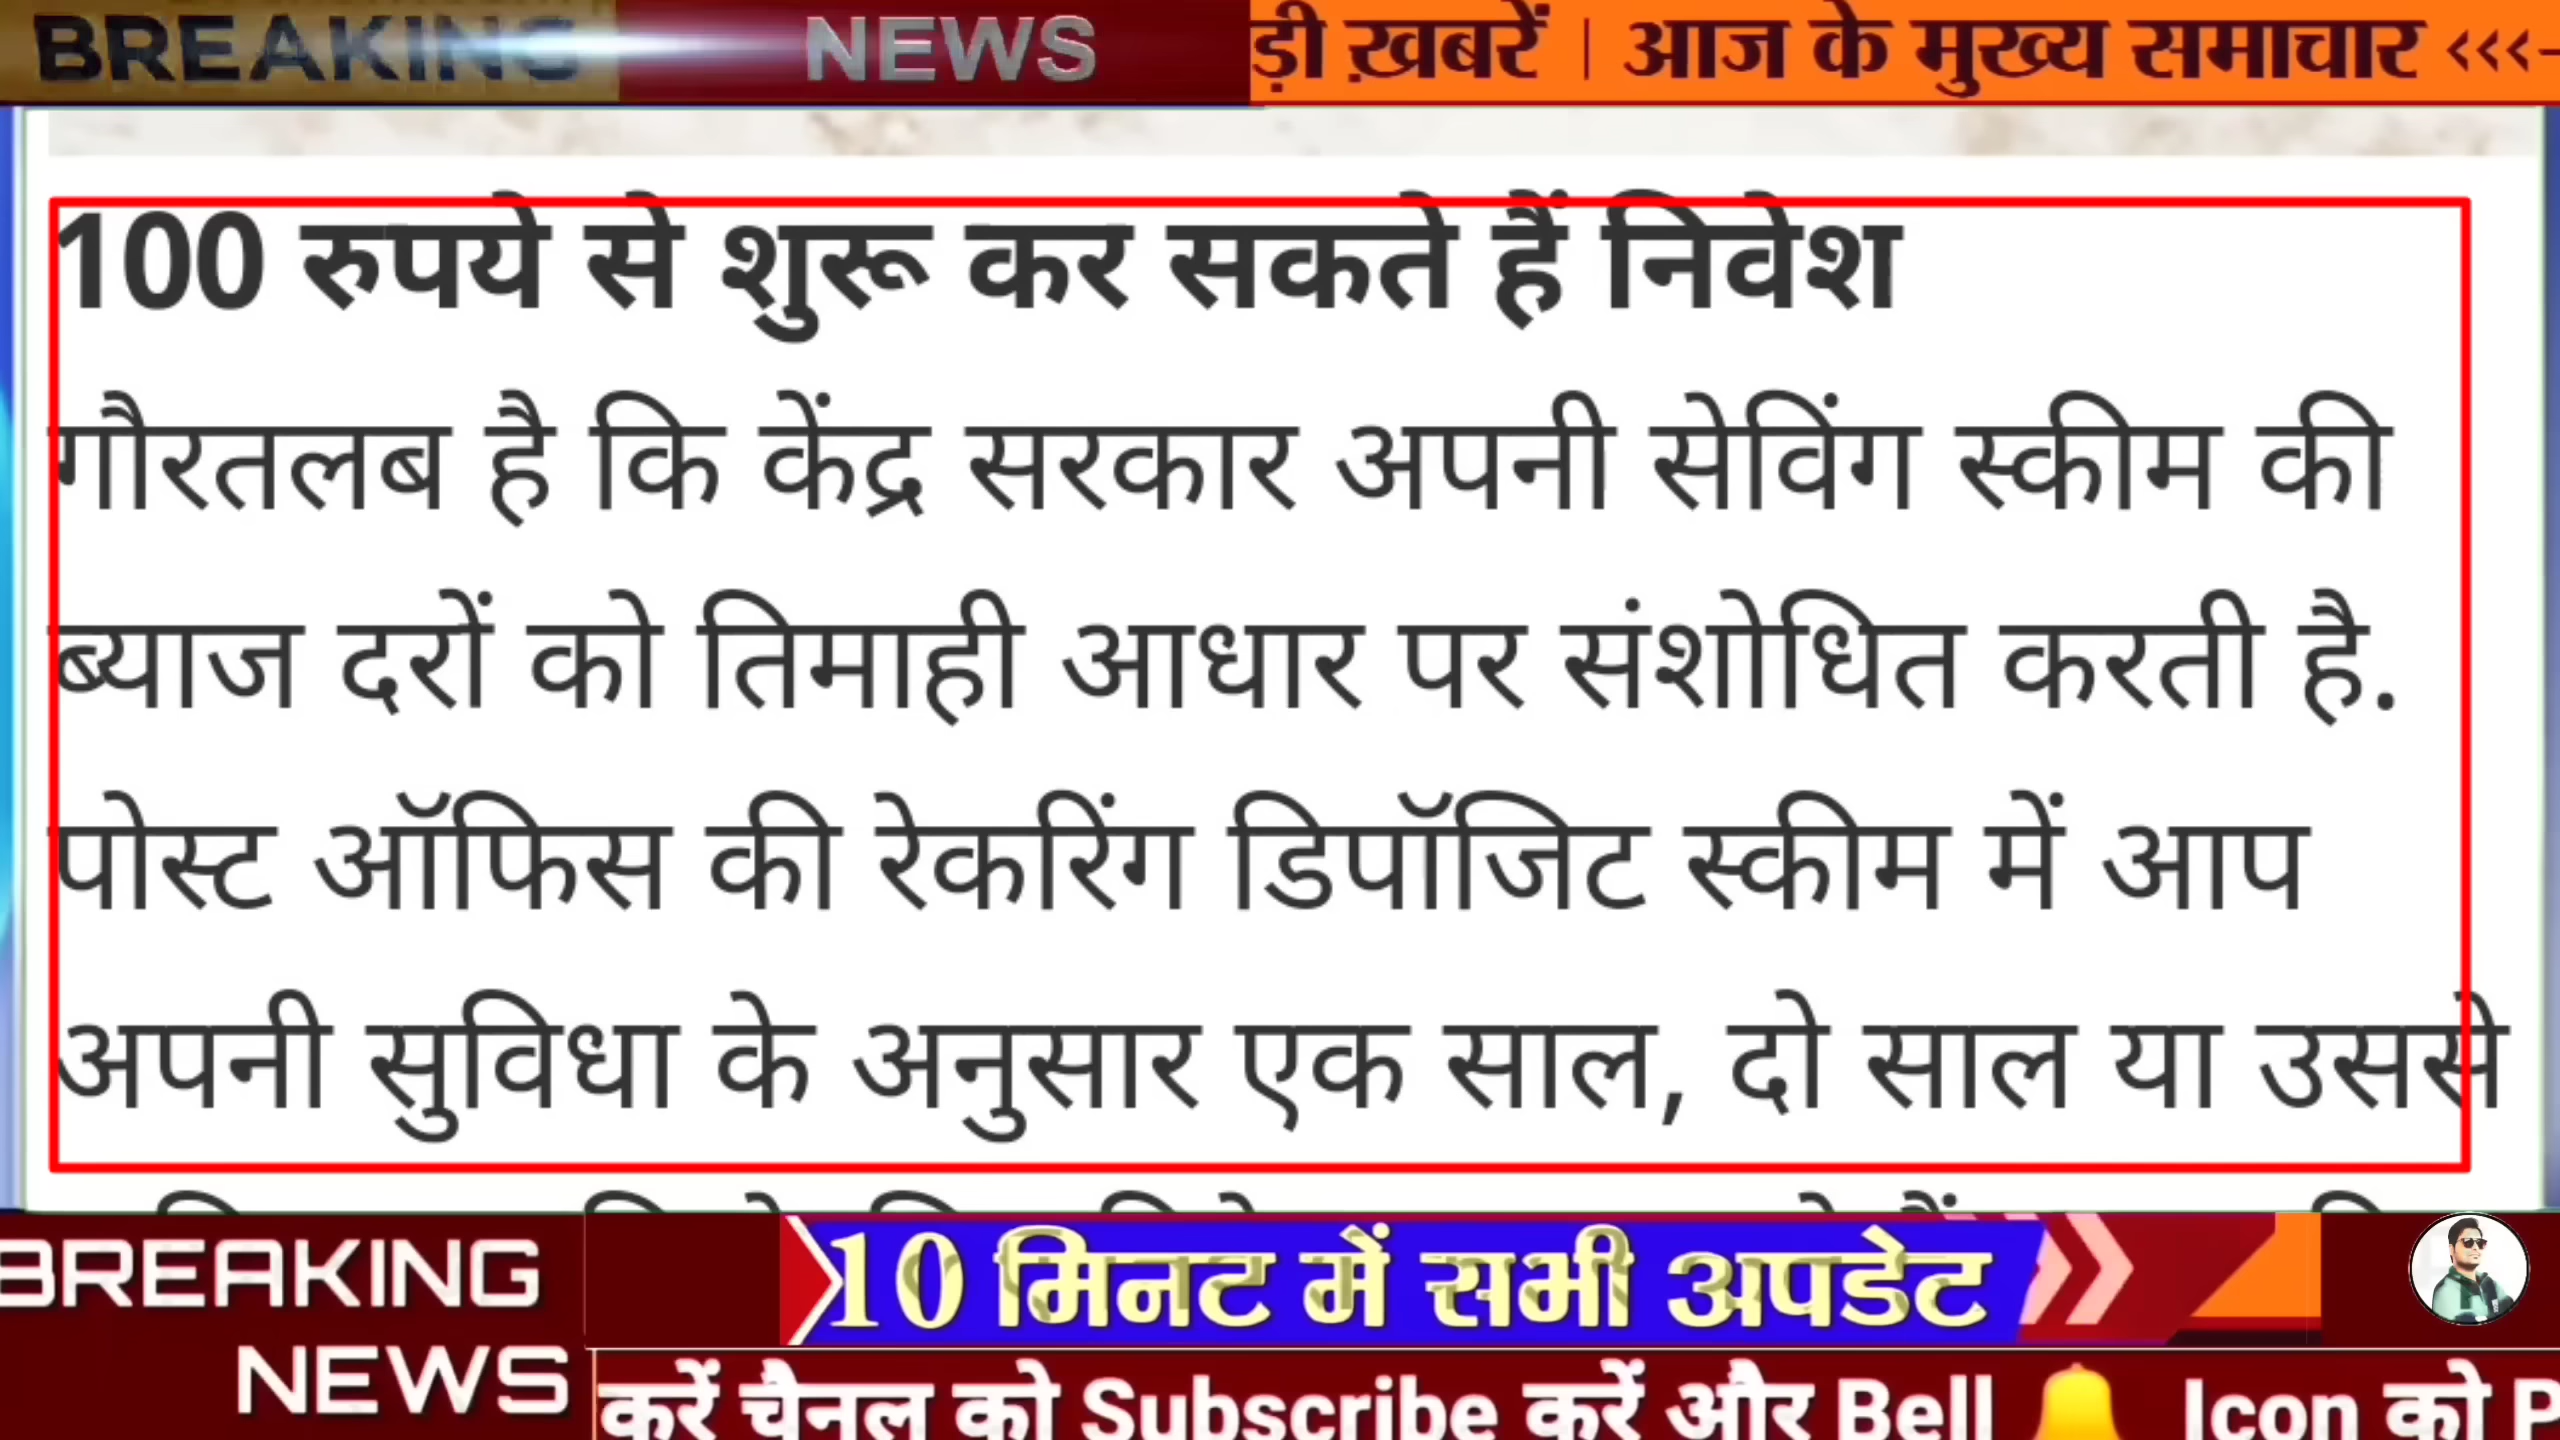 BREAKING NEWS
ड़ी ख़बरें | आज के मुख्य समाचार <<<-
100 रुपये से शुरू कर सकते हैं निवेश
गौरतलब है कि केंद्र सरकार अपनी सेविंग स्कीम की
ब्याज दरों को तिमाही आधार पर संशोधित करती है.
पोस्ट ऑफिस की रेकरिंग डिपॉजिट स्कीम में आप
अपनी सुविधा के अनुसार एक साल, दो साल या उससे
BREAKING
NEWS
10 मिनट में सभी अपडेट
करें चैनल को Subscribe करें और Bell 🔔 Icon को P